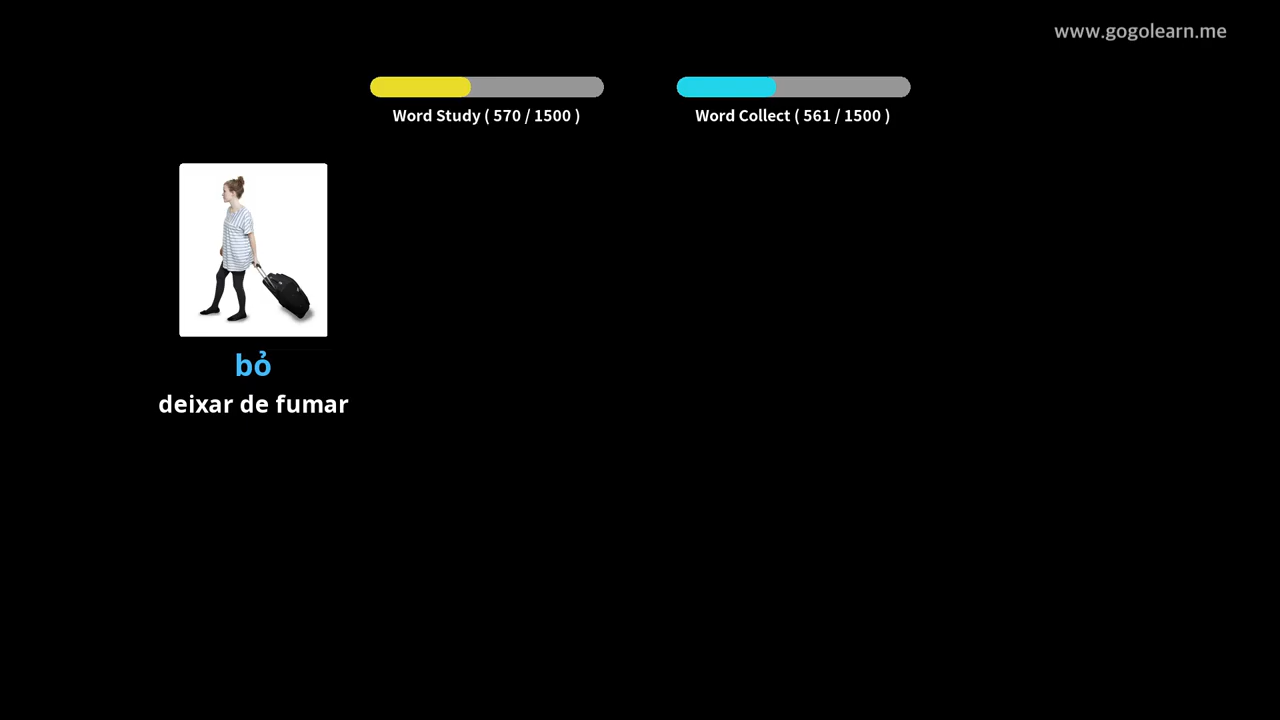 www.gogolearn.me
Word Study ( 570 / 1500 )
Word Collect ( 561 / 1500 )
bỏ
deixar de fumar